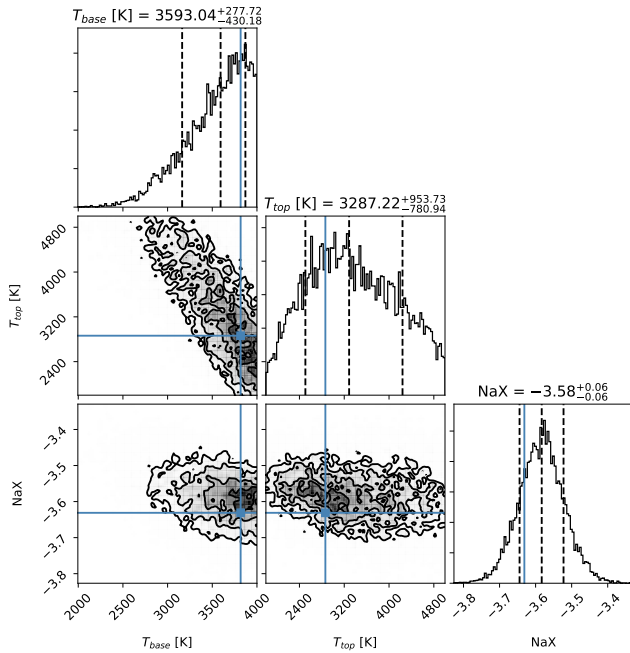 T_base [K] = 3593.04^{+277.72}_{-430.18}
T_top [K] = 3287.22^{+953.73}_{-780.94}
4800
4000
3200
2400
T_top [K]
NaX = −3.58^{+0.06}_{-0.06}
−3.4
−3.5
−3.6
−3.7
−3.8
NaX
2000 2500 3000 3500 4000
2400 3200 4000 4800
−3.8 −3.7 −3.6 −3.5 −3.4
T_base [K]
T_top [K]
NaX